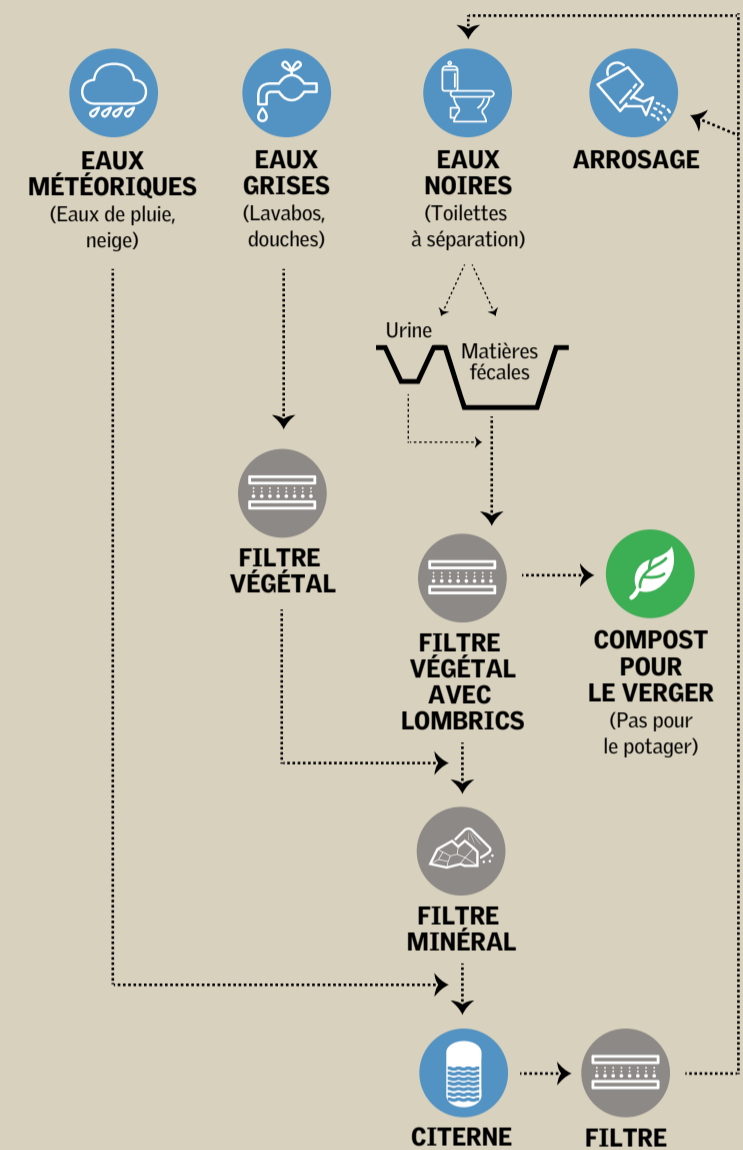 EAUX
MÉTÉORIQUES
(Eaux de pluie,
neige)
EAUX
GRISES
(Lavabos,
douches)
EAUX
NOIRES
(Toilettes
à séparation)
ARROSAGE
Urine
Matières
fécales
FILTRE
VÉGÉTAL
FILTRE
VÉGÉTAL
AVEC
LOMBRICS
COMPOST
POUR
LE VERGER
(Pas pour
le potager)
FILTRE
MINÉRAL
CITERNE
FILTRE